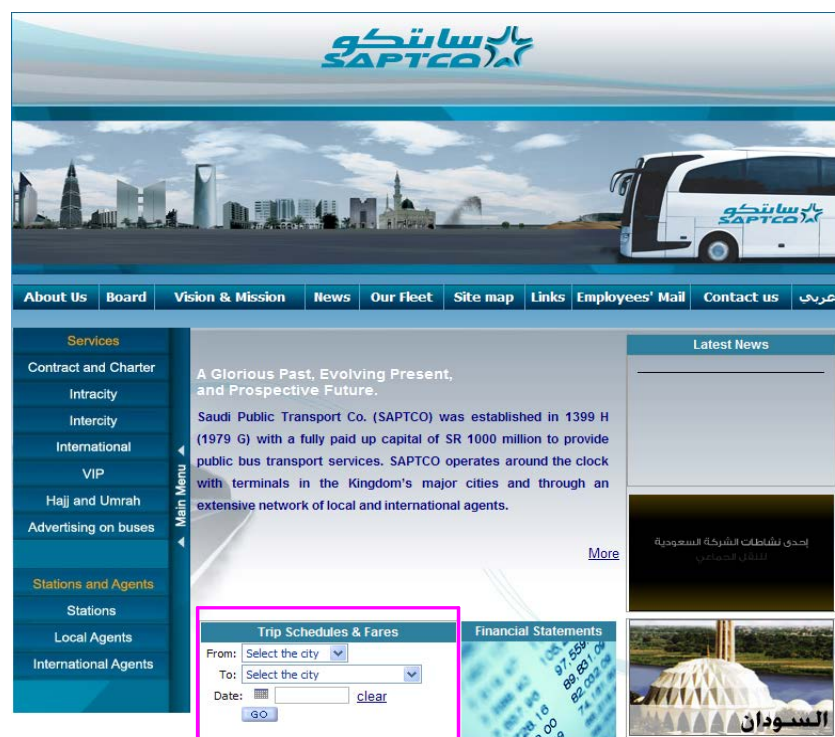 سابتكو
SAPTCO
سابتكو
SAPTCO
About Us Board Vision & Mission News Our Fleet Site map Links Employees' Mail Contact us عربي
Services
Contract and Charter
Intracity
Intercity
International
VIP
Hajj and Umrah
Advertising on buses
Stations and Agents
Stations
Local Agents
International Agents
Main Menu
A Glorious Past, Evolving Present,
and Prospective Future.
Saudi Public Transport Co. (SAPTCO) was established in 1399 H
(1979 G) with a fully paid up capital of SR 1000 million to provide
public bus transport services. SAPTCO operates around the clock
with terminals in the Kingdom's major cities and through an
extensive network of local and international agents.
More
Trip Schedules & Fares
From: Select the city
To: Select the city
Date: clear
GO
Financial Statements
Latest News
إحدى نشاطات الشركة السعودية
للنقل الجماعي
السودان